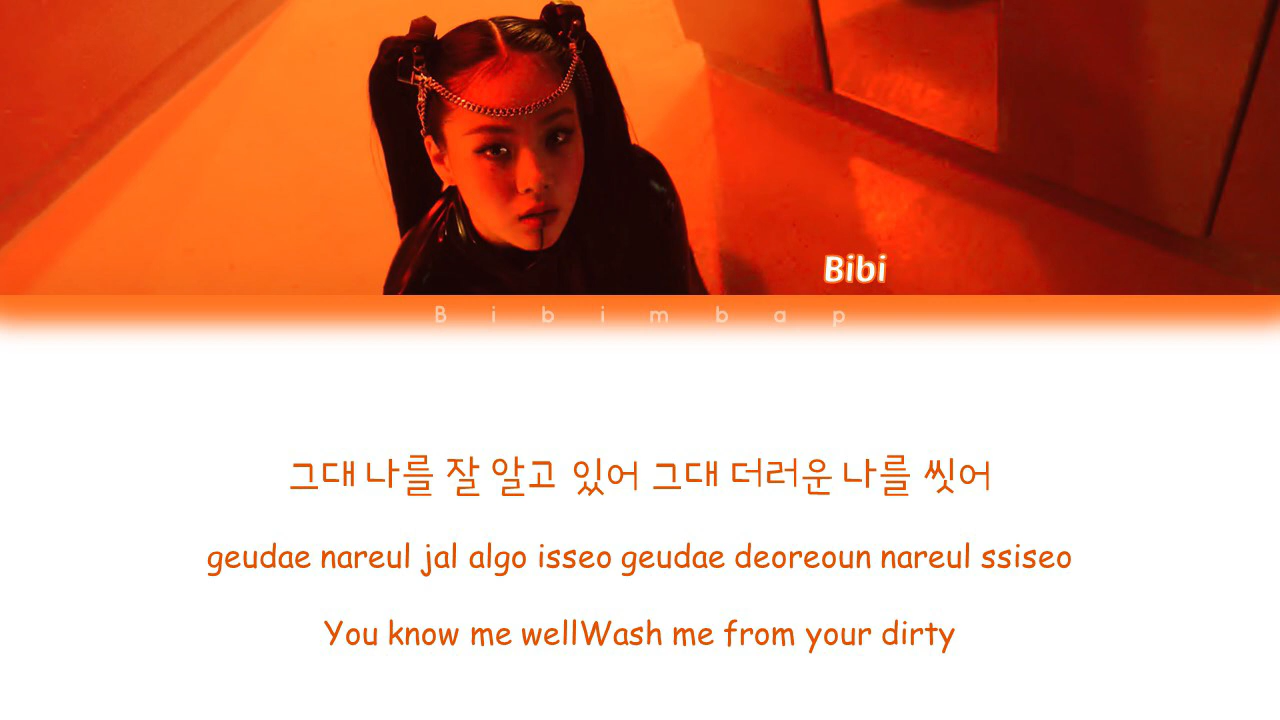 Bibi
Bibimbap
그대 나를 잘 알고 있어 그대 더러운 나를 씻어
geudae nareul jal algo isseo geudae deoreoun nareul ssiseo
You know me wellWash me from your dirty